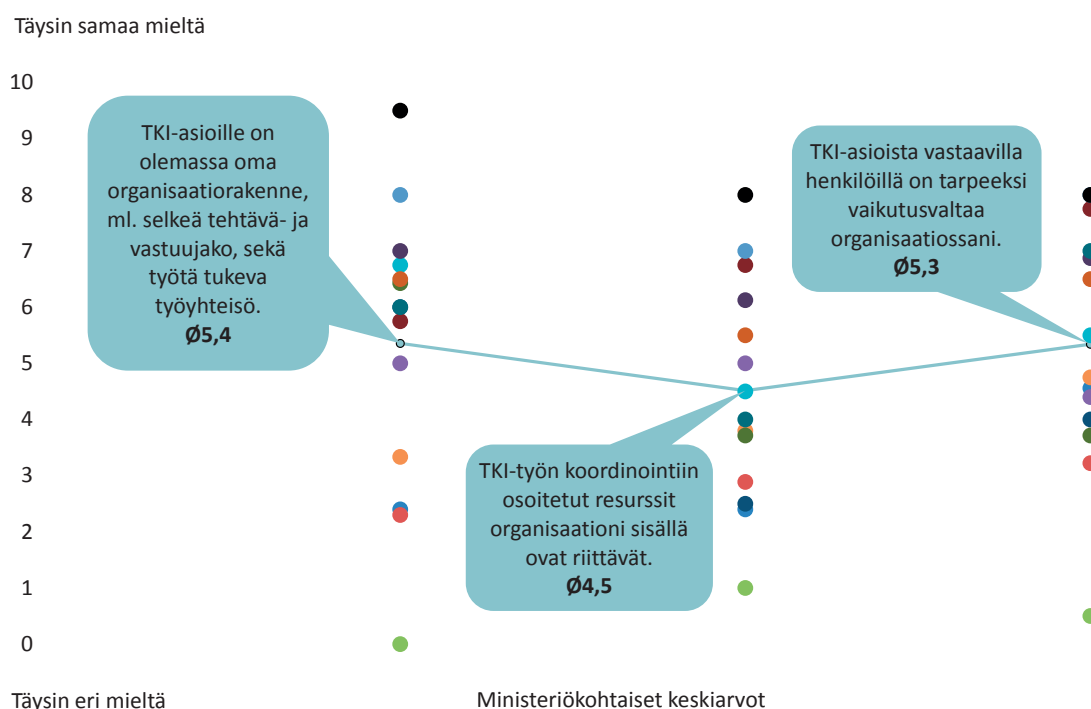 Täysin samaa mieltä
10
9
8
7
6
5
4
3
2
1
0
TKI-asioille on
olemassa oma
organisaatiorakenne,
ml. selkeä tehtävä- ja
vastuujako, sekä
työtä tukeva
työyhteisö.
Ø5,4
TKI-työn koordinointiin
osoitetut resurssit
organisaationi sisällä
ovat riittävät.
Ø4,5
TKI-asioista vastaavilla
henkilöillä on tarpeeksi
vaikutusvaltaa
organisaatiossani.
Ø5,3
Täysin eri mieltä
Ministeriökohtaiset keskiarvot